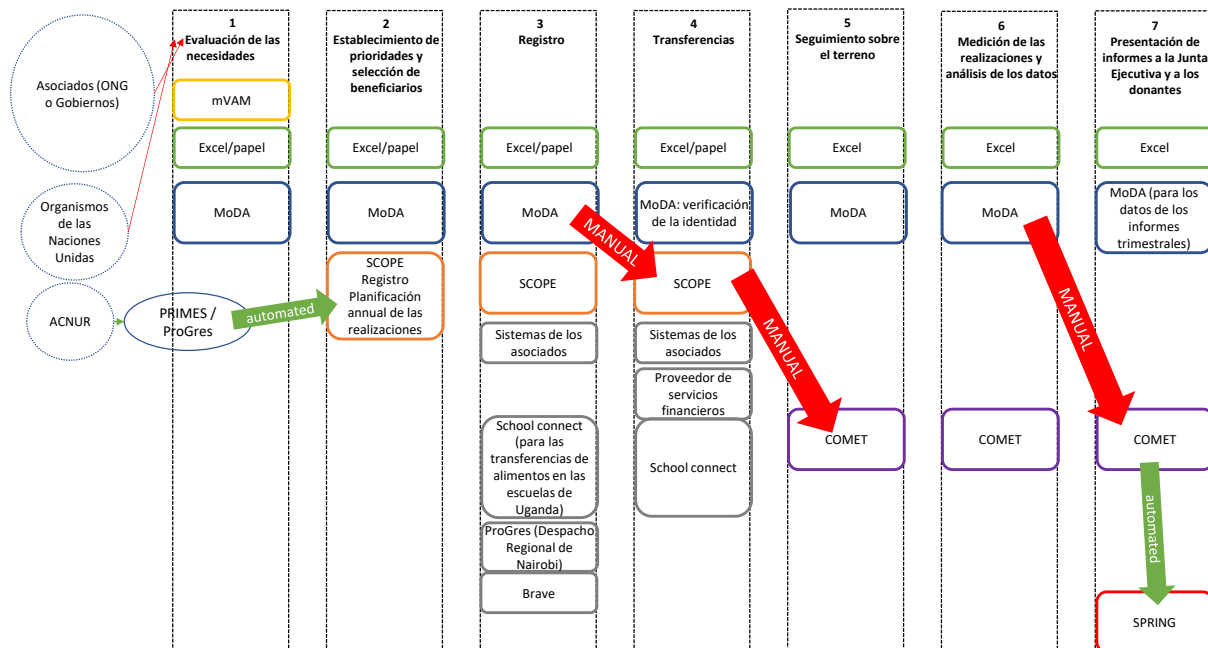 1
Evaluación de las
necesidades
2
Establecimiento de
prioridades y
selección de
beneficiarios
3
Registro
4
Transferencias
5
Seguimiento sobre
el terreno
6
Medición de las
realizaciones y
análisis de los datos
7
Presentación de
informes a la Junta
Ejecutiva y a los
donantes
Asociados (ONG
o Gobiernos)
mVAM
Excel/papel
Excel/papel
Excel/papel
Excel/papel
Excel
Excel
Excel
Organismos
de las
Naciones
Unidas
MoDA
MoDA
MoDA
MoDA: verificación
de la identidad
MoDA
MoDA
MoDA (para los
datos de los
informes
trimestrales)
MANUAL
ACNUR
PRIMES /
ProGres
automated
SCOPE
Registro
Planificación
annual de las
realizaciones
SCOPE
SCOPE
MANUAL
MANUAL
Sistemas de los
asociados
Sistemas de los
asociados
Proveedor de
servicios
financieros
School connect
(para las
transferencias de
alimentos en las
escuelas de
Uganda)
School connect
COMET
COMET
COMET
automated
ProGres (Despacho
Regional de
Nairobi)
Brave
SPRING